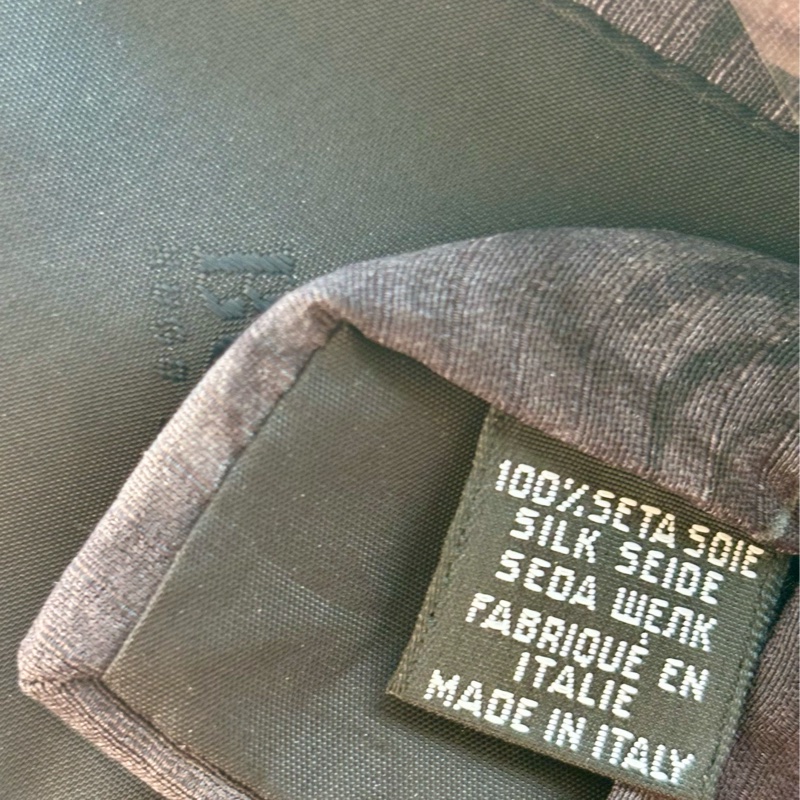 100% SETA SOIE
SILK SEIDE
SEDA ШЕЛК
FABRIQUÉ EN
ITALIE
MADE IN ITALY